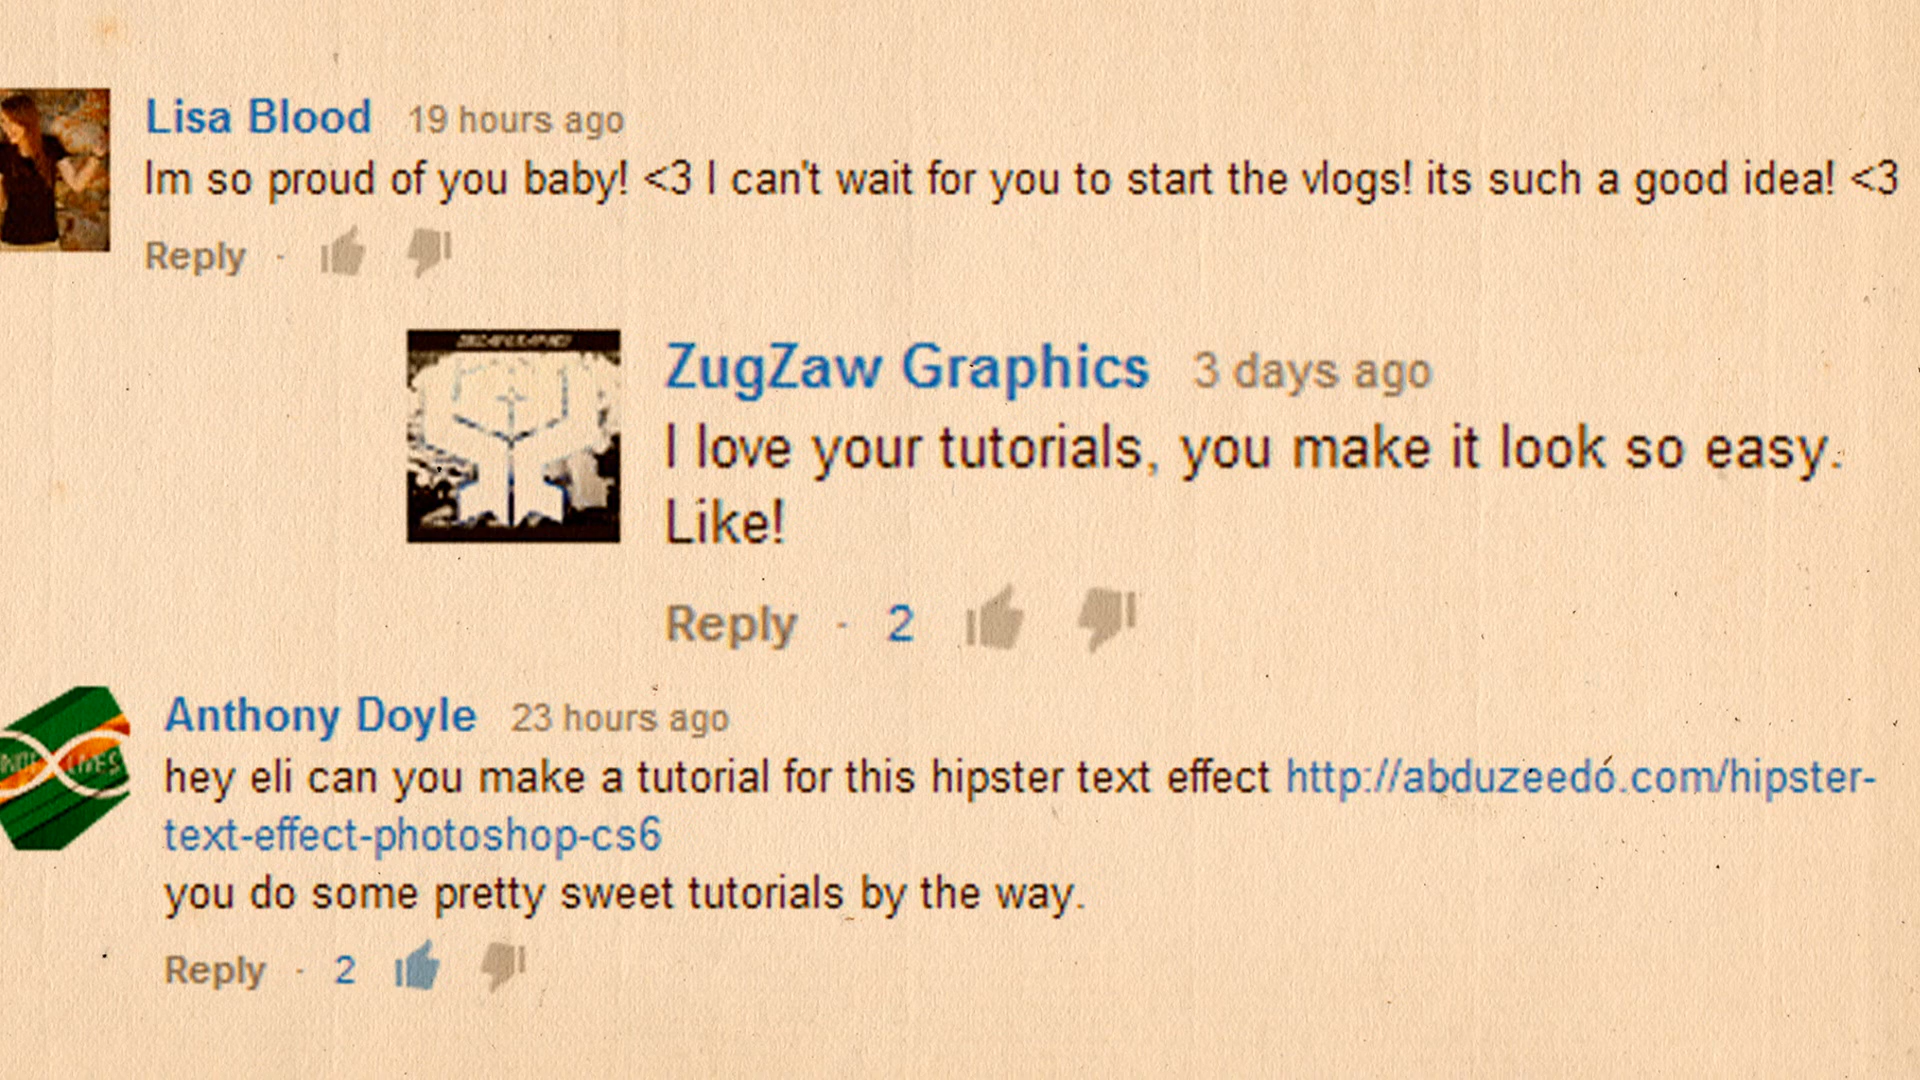 Lisa Blood 19 hours ago
Im so proud of you baby! <3 I can't wait for you to start the vlogs! its such a good idea! <3
Reply ·
ZugZaw Graphics 3 days ago
I love your tutorials, you make it look so easy.
Like!
Reply · 2
Anthony Doyle 23 hours ago
hey eli can you make a tutorial for this hipster text effect http://abduzeedo.com/hipster-
text-effect-photoshop-cs6
you do some pretty sweet tutorials by the way.
Reply · 2